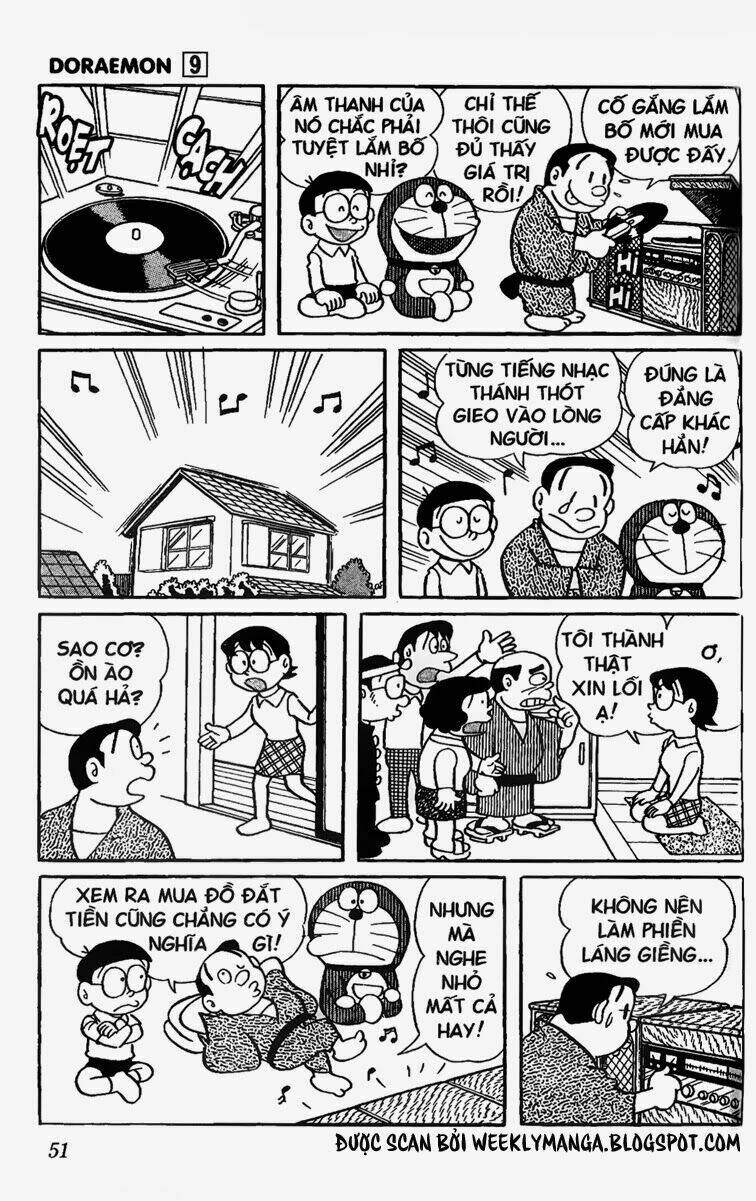 DORAEMON 9
ROẸT
CẠCH
ÂM THANH CỦA
NÓ CHẮC PHẢI
TUYỆT LẮM BỐ
NHỈ?
CHỈ THẾ
THÔI CŨNG
ĐỦ THẤY
GIÁ TRỊ
RỒI!
CỐ GẮNG LẮM
BỐ MỚI MUA
ĐƯỢC ĐẤY.
HÌ
HÌ
TỪNG TIẾNG NHẠC
THÁNH THÓT
GIEO VÀO LÒNG
NGƯỜI...
ĐÚNG LÀ
ĐẲNG
CẤP KHÁC
HẲN!
SAO CƠ?
ỒN ÀO
QUÁ HẢ?
TÔI THÀNH
THẬT
XIN LỖI
Ạ!
Ơ,
XEM RA MUA ĐỒ ĐẮT
TIỀN CŨNG CHẲNG CÓ Ý
NGHĨA GÌ!
NHƯNG
MÀ
NGHE
NHỎ
MẤT CẢ
HAY!
KHÔNG NÊN
LÀM PHIỀN
LÁNG GIỀNG...
51
ĐƯỢC SCAN BỞI WEEKLYMANGA.BLOGSPOT.COM